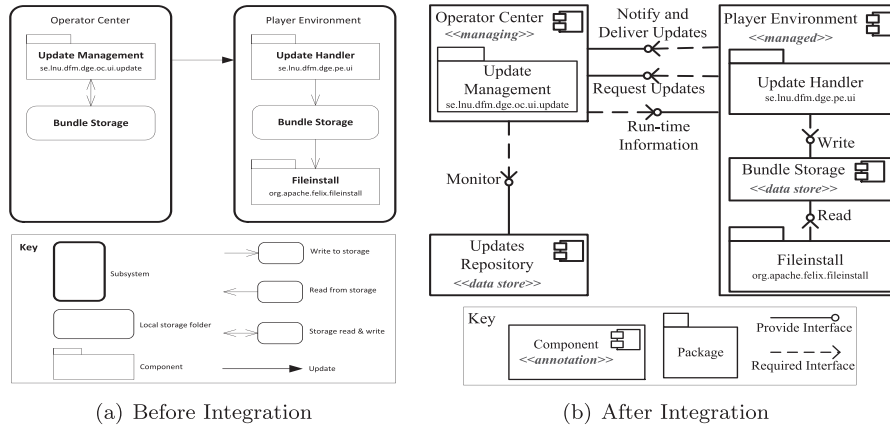 Operator Center
Update Management
se.lnu.dfm.dge.oc.ui.update
Bundle Storage
Player Environment
Update Handler
se.lnu.dfm.dge.pe.ui
Bundle Storage
Fileinstall
org.apache.felix.fileinstall
Key
Subsystem
Local storage folder
Component
Write to storage
Read from storage
Storage read & write
Update
(a) Before Integration
Operator Center
<<managing>>
Update
Management
se.lnu.dfm.dge.oc.ui.update
Notify and
Deliver Updates
Request Updates
Run-time
Information
Monitor
Updates
Repository
<<data store>>
Player Environment
<<managed>>
Update Handler
se.lnu.dfm.dge.pe.ui
Write
Bundle Storage
<<data store>>
Read
Fileinstall
org.apache.felix.fileinstall
Key
Component
<<annotation>>
Package
Provide Interface
Required Interface
(b) After Integration